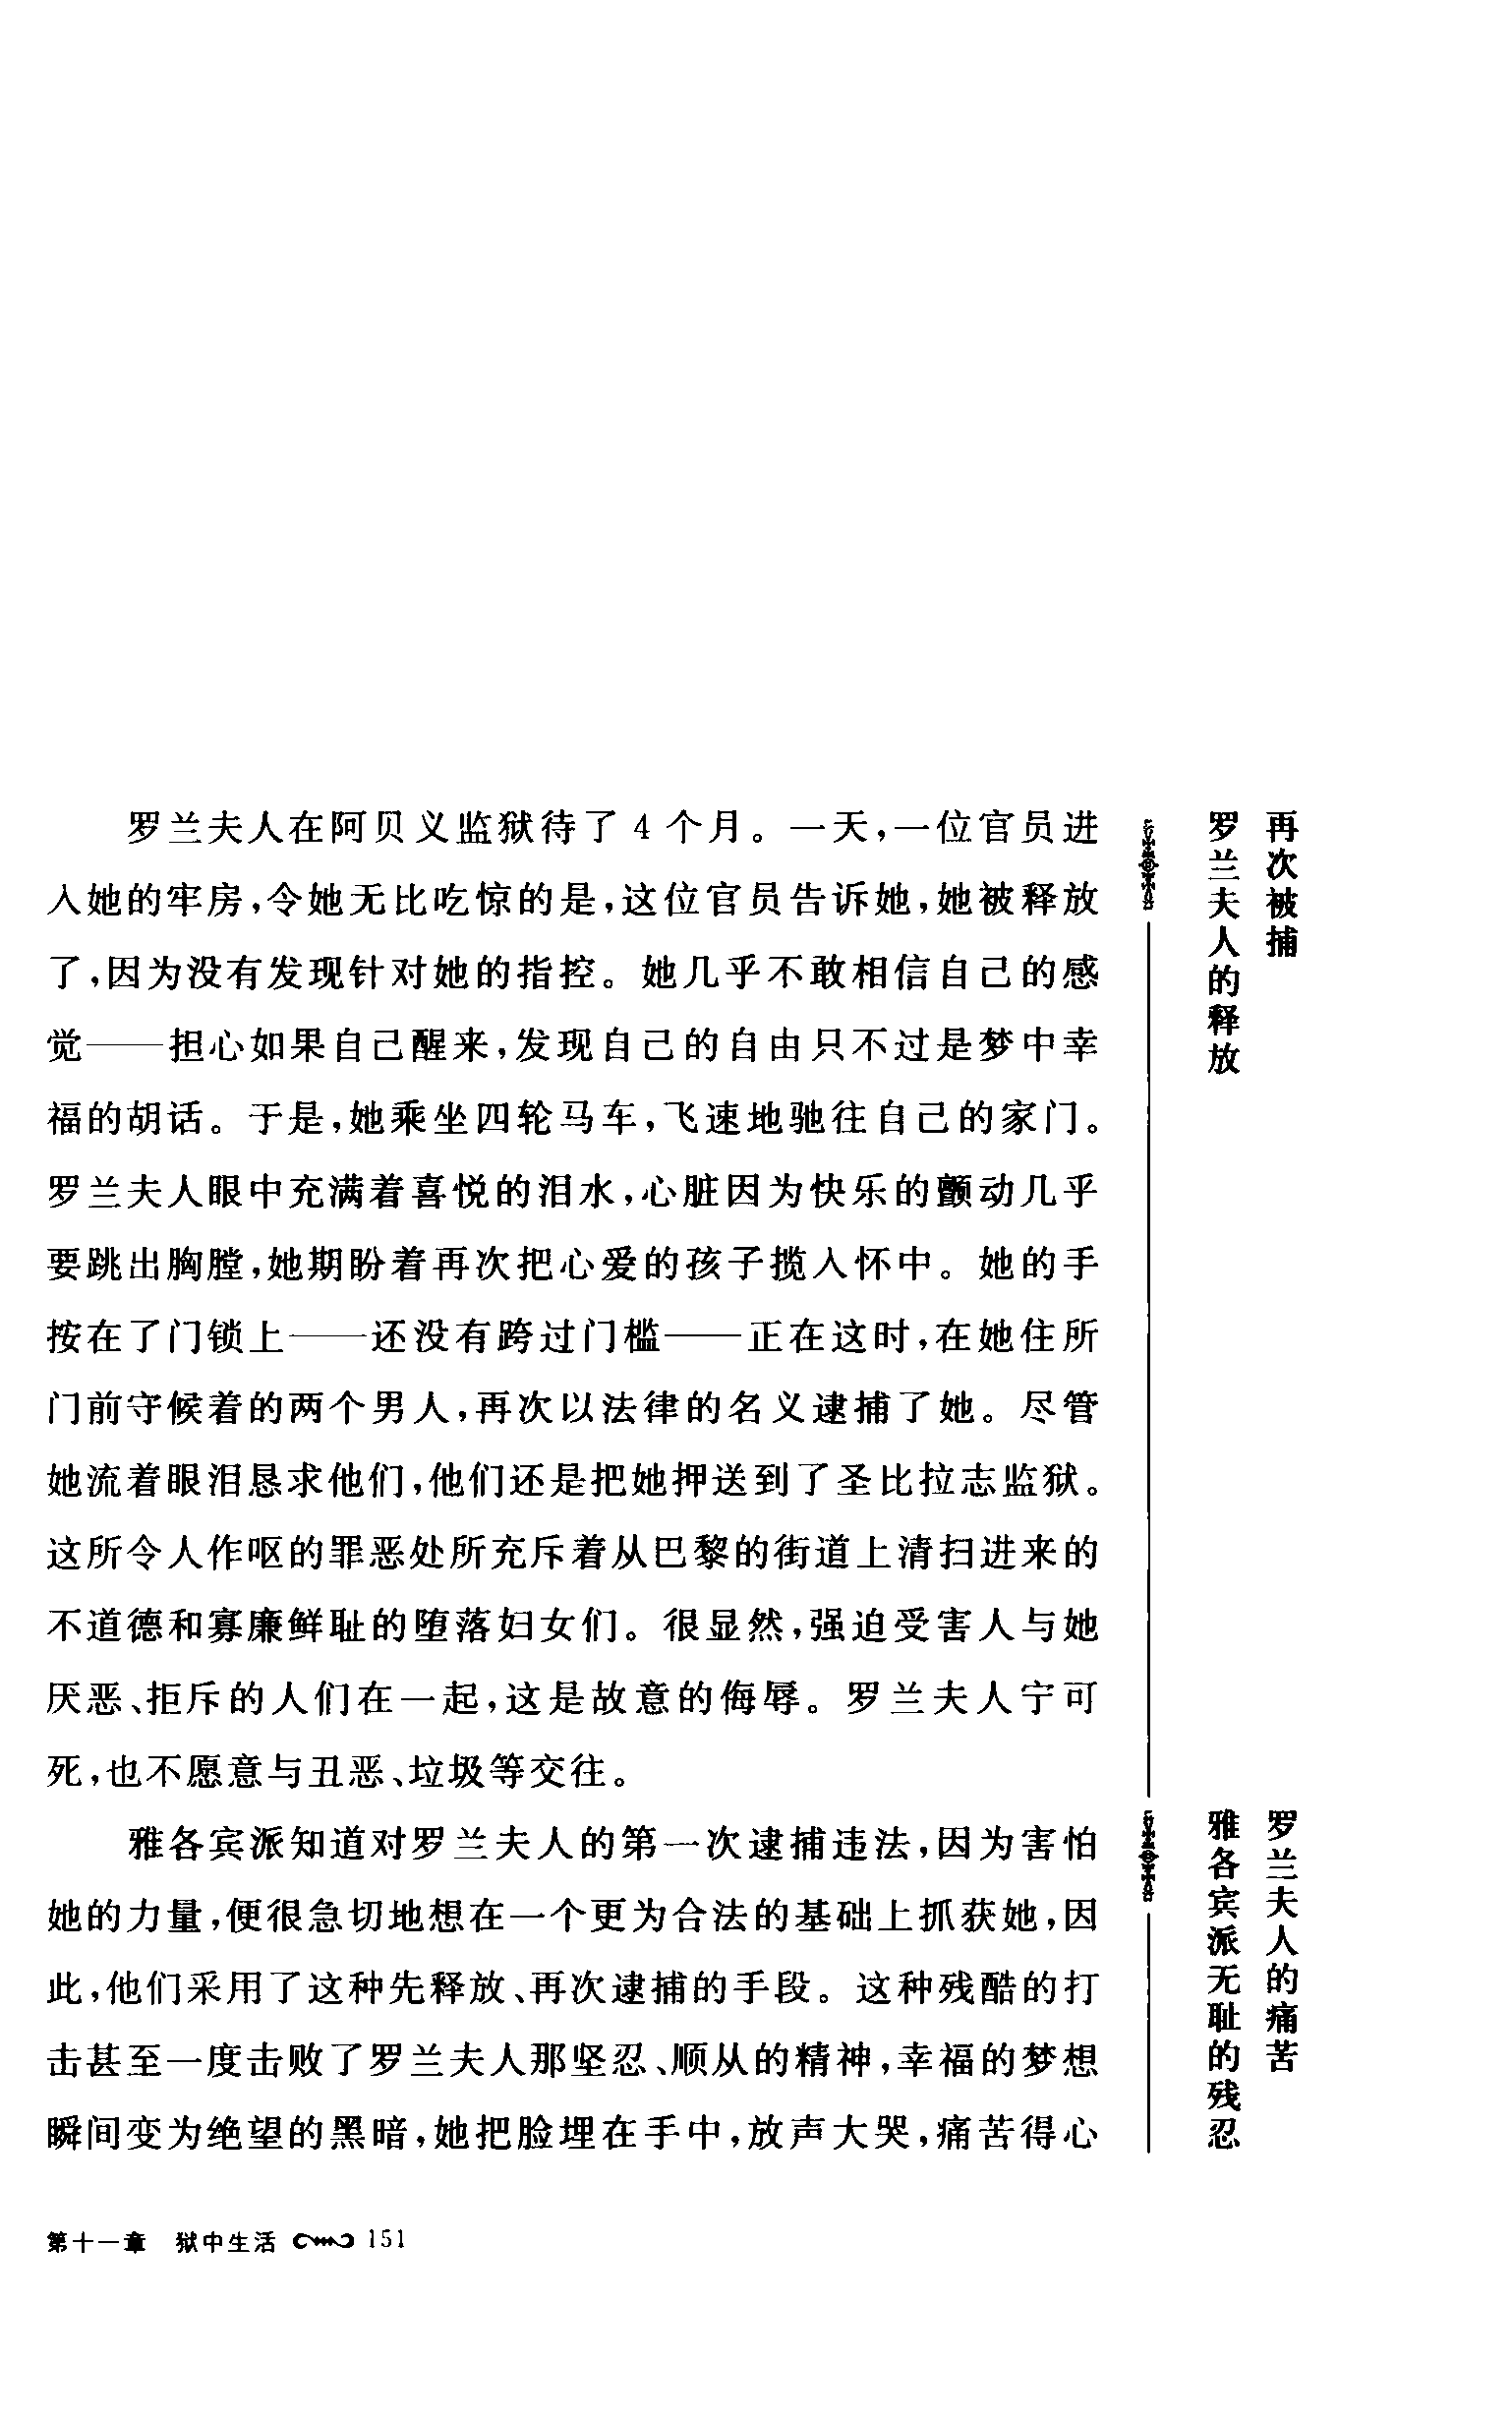 罗兰夫人在阿贝义监狱待了 4 个月。一天,一位官员进
入她的牢房,令她无比吃惊的是,这位官员告诉她,她被释放
了,因为没有发现针对她的指控。她几乎不敢相信自己的感
觉——担心如果自己醒来,发现自己的自由只不过是梦中幸
福的胡话。于是,她乘坐四轮马车,飞速地驰往自己的家门。
罗兰夫人眼中充满着喜悦的泪水,心脏因为快乐的颤动几乎
要跳出胸膛,她期盼着再次把心爱的孩子揽入怀中。她的手
按在了门锁上——还没有跨过门槛——正在这时,在她住所
门前守候着的两个男人,再次以法律的名义逮捕了她。尽管
她流着眼泪恳求他们,他们还是把她押送到了圣比拉志监狱。
这所令人作呕的罪恶处所充斥着从巴黎的街道上清扫进来的
不道德和寡廉鲜耻的堕落妇女们。很显然,强迫受害人与她
厌恶、拒斥的人们在一起,这是故意的侮辱。罗兰夫人宁可
死,也不愿意与丑恶、垃圾等交往。
雅各宾派知道对罗兰夫人的第一次逮捕违法,因为害怕
她的力量,便很急切地想在一个更为合法的基础上抓获她,因
此,他们采用了这种先释放、再次逮捕的手段。这种残酷的打
击甚至一度击败了罗兰夫人那坚忍、顺从的精神,幸福的梦想
瞬间变为绝望的黑暗,她把脸埋在手中,放声大哭,痛苦得心
罗兰夫人的释放
再次被捕
雅各宾派无耻的残忍
罗兰夫人的痛苦
第十一章 狱中生活 151